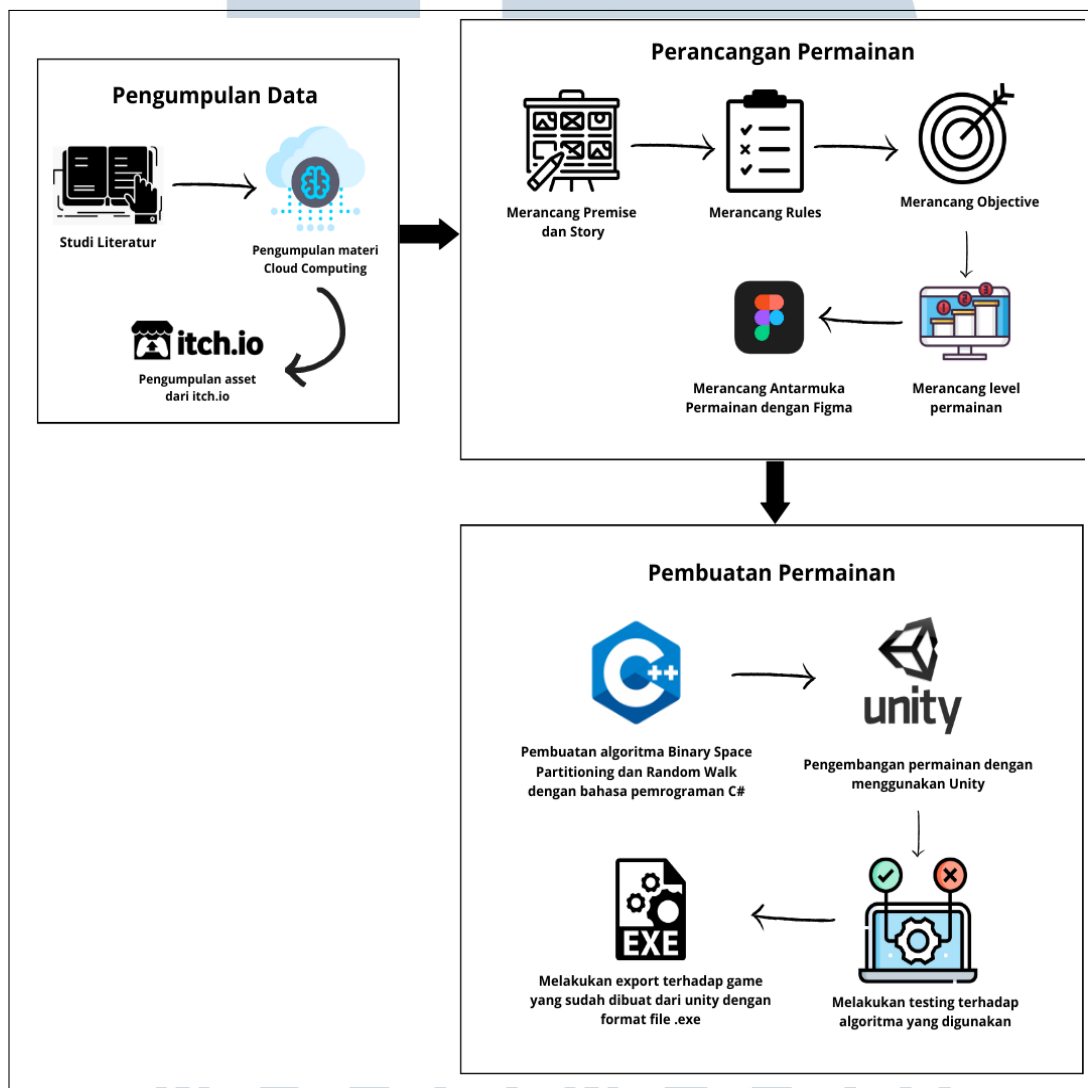 Pengumpulan Data
Studi Literatur
Pengumpulan materi
Cloud Computing
itch.io
Pengumpulan asset
dari itch.io
Perancangan Permainan
Merancang Premise
dan Story
Merancang Rules
Merancang Objective
1
2
3
Merancang level
permainan
Merancang Antarmuka
Permainan dengan Figma
Pembuatan Permainan
C++
Pembuatan algoritma Binary Space
Partitioning dan Random Walk
dengan bahasa pemrograman C#
unity
Pengembangan permainan dengan
menggunakan Unity
Melakukan testing terhadap
algoritma yang digunakan
EXE
Melakukan export terhadap game
yang sudah dibuat dari unity dengan
format file .exe